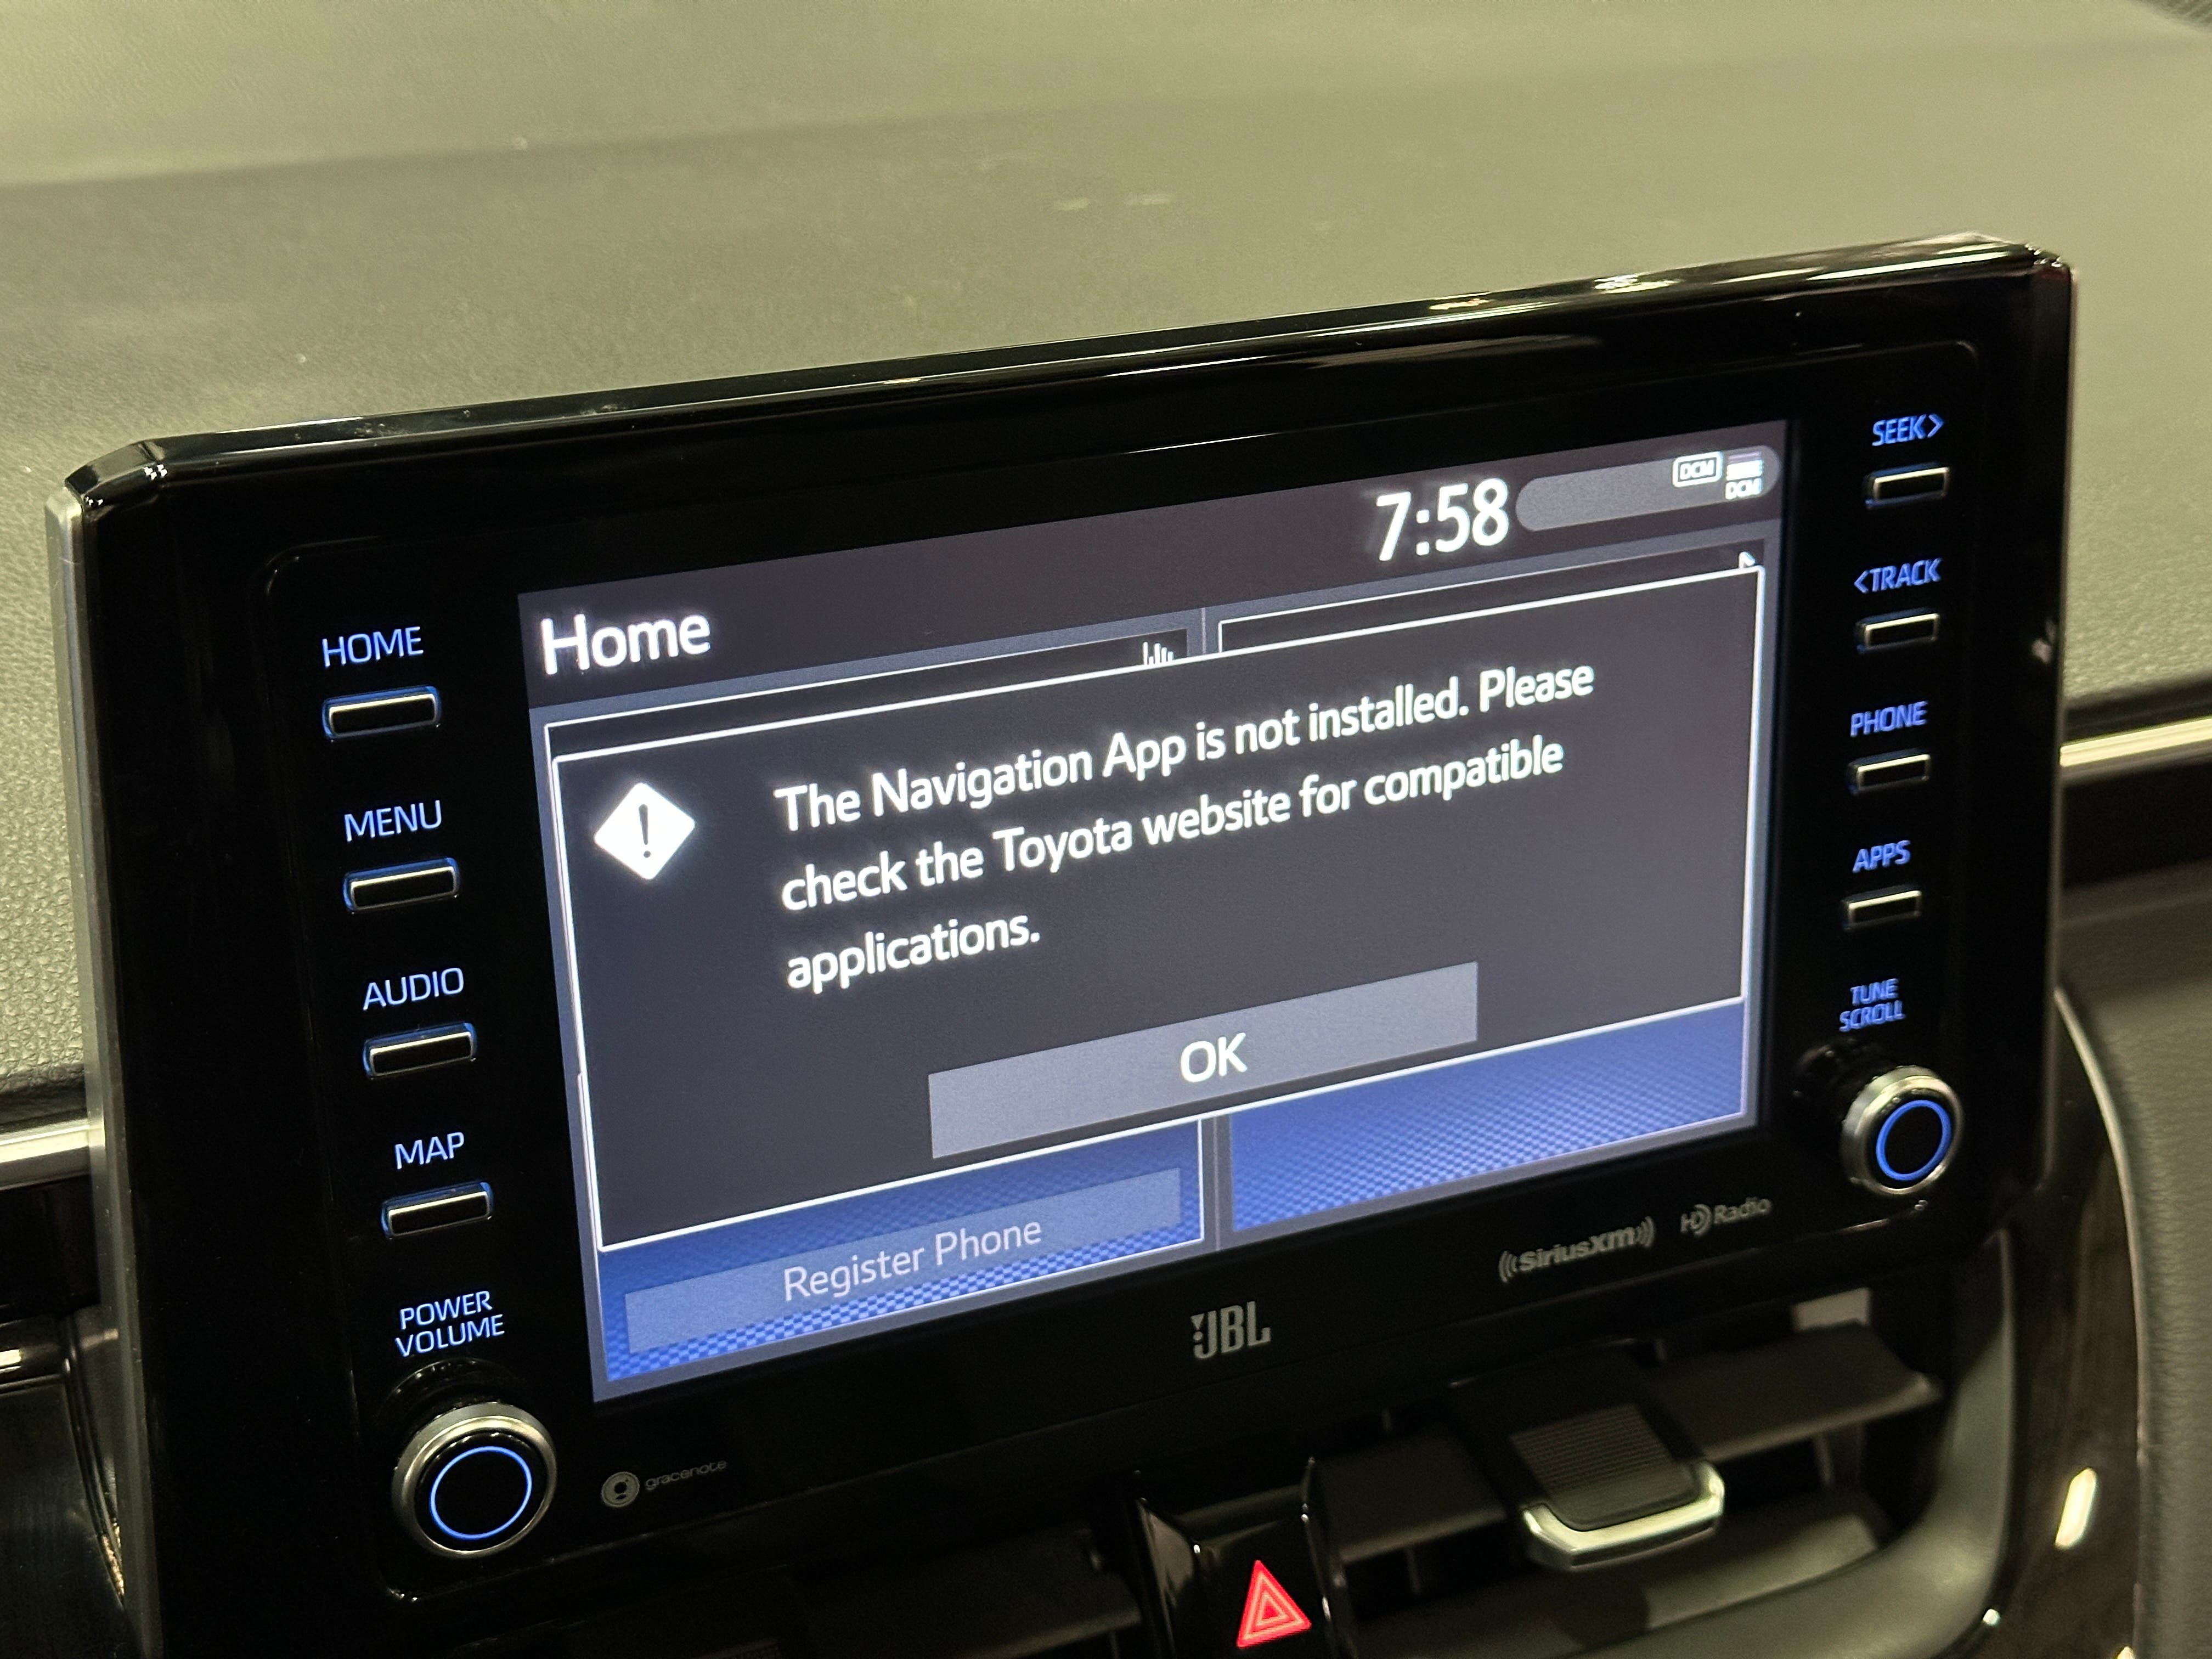 SEEK>
7:58
DCM
DCM
<TRACK
HOME
Home
PHONE
The Navigation App is not installed. Please
check the Toyota website for compatible
applications.
MENU
APPS
AUDIO
TUNE
SCROLL
OK
MAP
Register Phone
SiriusXM
HD Radio
POWER
VOLUME
JBL
gracenote